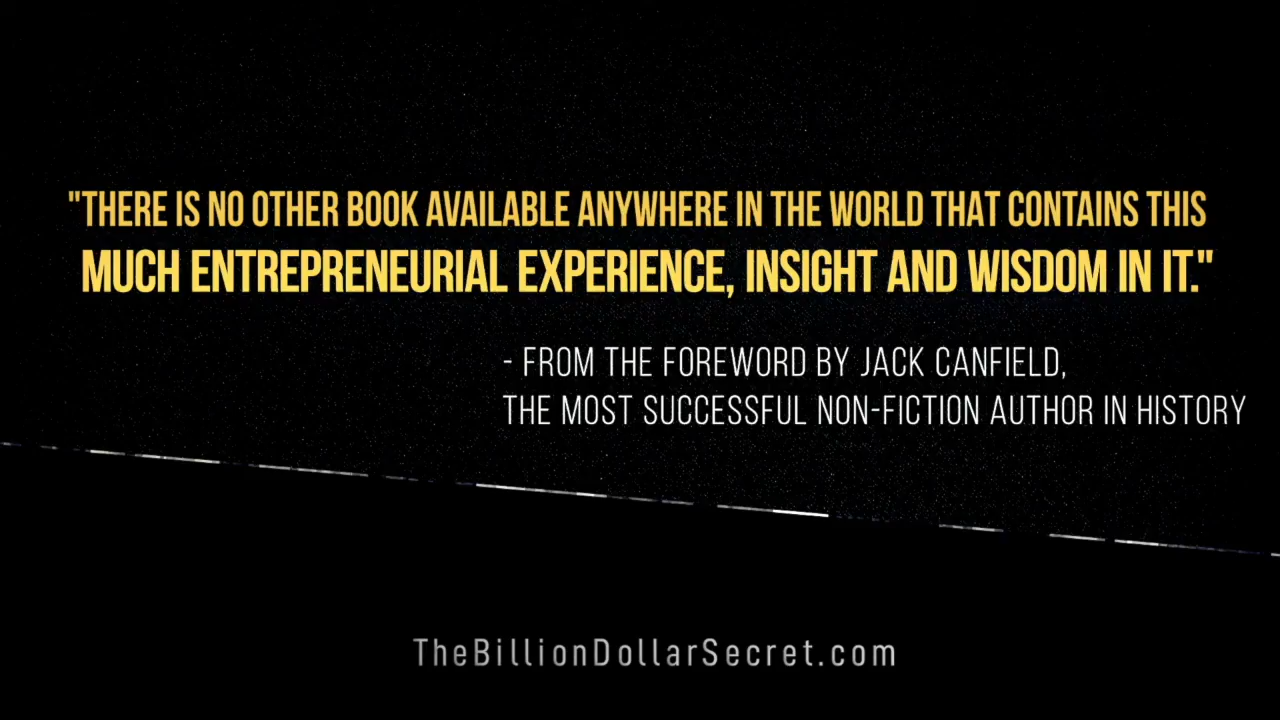 "THERE IS NO OTHER BOOK AVAILABLE ANYWHERE IN THE WORLD THAT CONTAINS THIS
MUCH ENTREPRENEURIAL EXPERIENCE, INSIGHT AND WISDOM IN IT."
- FROM THE FOREWORD BY JACK CANFIELD,
THE MOST SUCCESSFUL NON-FICTION AUTHOR IN HISTORY
TheBillionDollarSecret.com